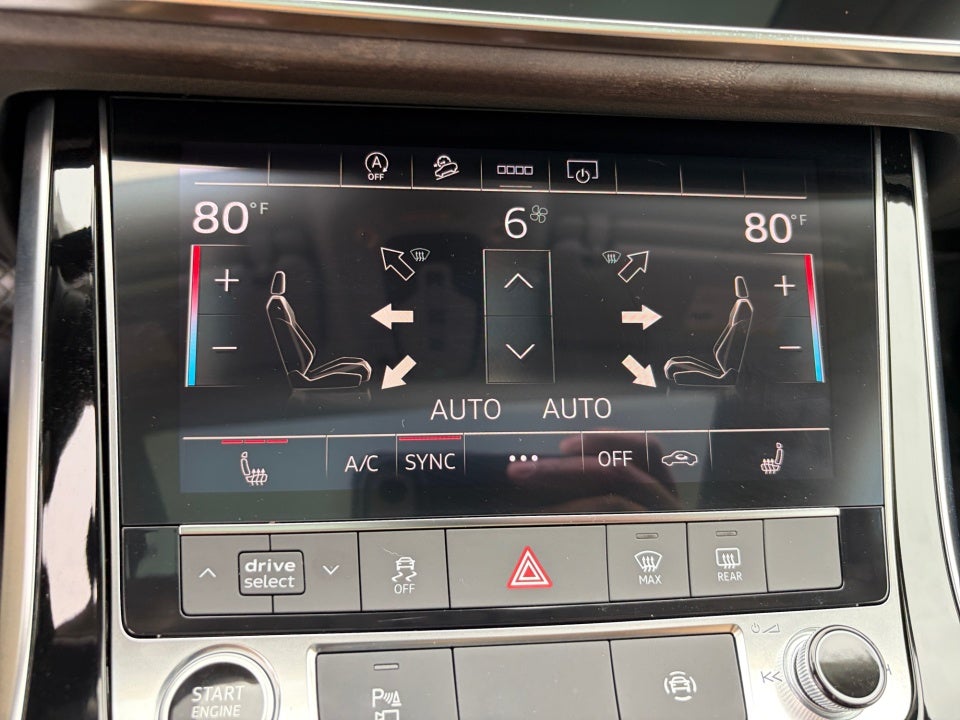 A
OFF
80°F
6
80°F
+
+
−
−
AUTO
AUTO
A/C
SYNC
•••
OFF
drive
select
OFF
MAX
REAR
START
ENGINE
P